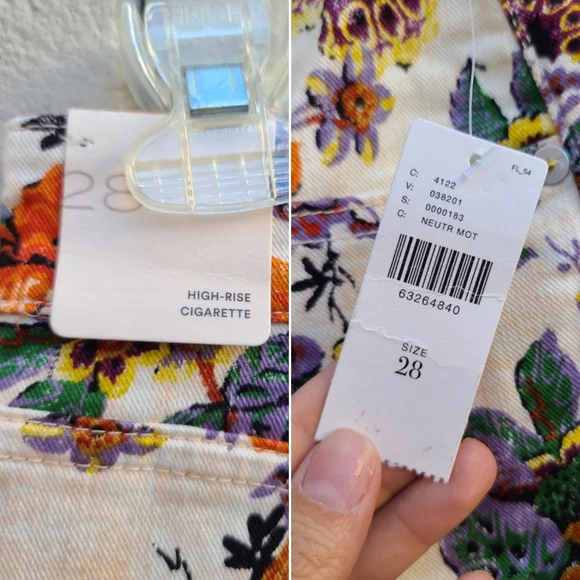 28
HIGH-RISE
CIGARETTE
FL_54
C: 4122
V: 038201
S: 0000183
C: NEUTR MOT
63264840
SIZE
28